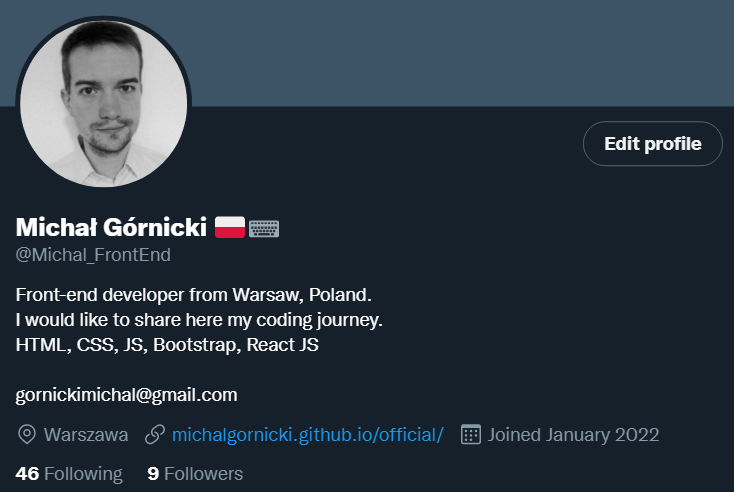 Edit profile
Michał Górnicki 🇵🇱⌨️
@Michal_FrontEnd
Front-end developer from Warsaw, Poland.
I would like to share here my coding journey.
HTML, CSS, JS, Bootstrap, React JS
gornickimichal@gmail.com
Warszawa michalgornicki.github.io/official/ Joined January 2022
46 Following 9 Followers